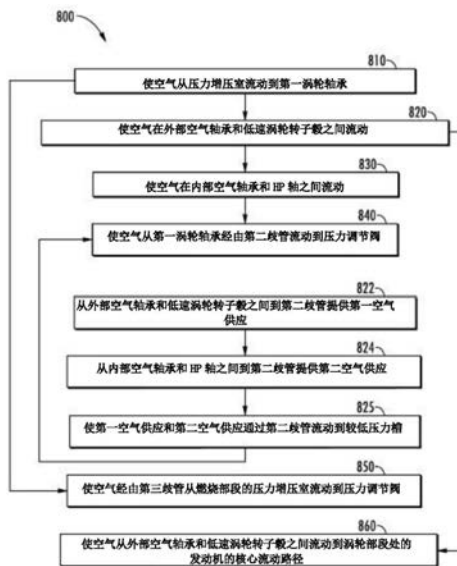 800
810
使空气从压力增压室流动到第一涡轮轴承
820
使空气在外部空气轴承和低速涡轮转子毂之间流动
830
使空气在内部空气轴承和 HP 轴之间流动
840
使空气从第一涡轮轴承经由第二歧管流动到压力调节阀
822
从外部空气轴承和低速涡轮转子毂之间到第二歧管提供第一空气
供应
824
从内部空气轴承和 HP 轴之间到第二歧管提供第二空气供应
825
使第一空气供应和第二空气供应通过第二歧管流动到较低压力槽
850
使空气经由第三歧管从燃烧部段的压力增压室流动到压力调节阀
860
使空气从外部空气轴承和低速涡轮转子毂之间流动到涡轮部段处的
发动机的核心流动路径